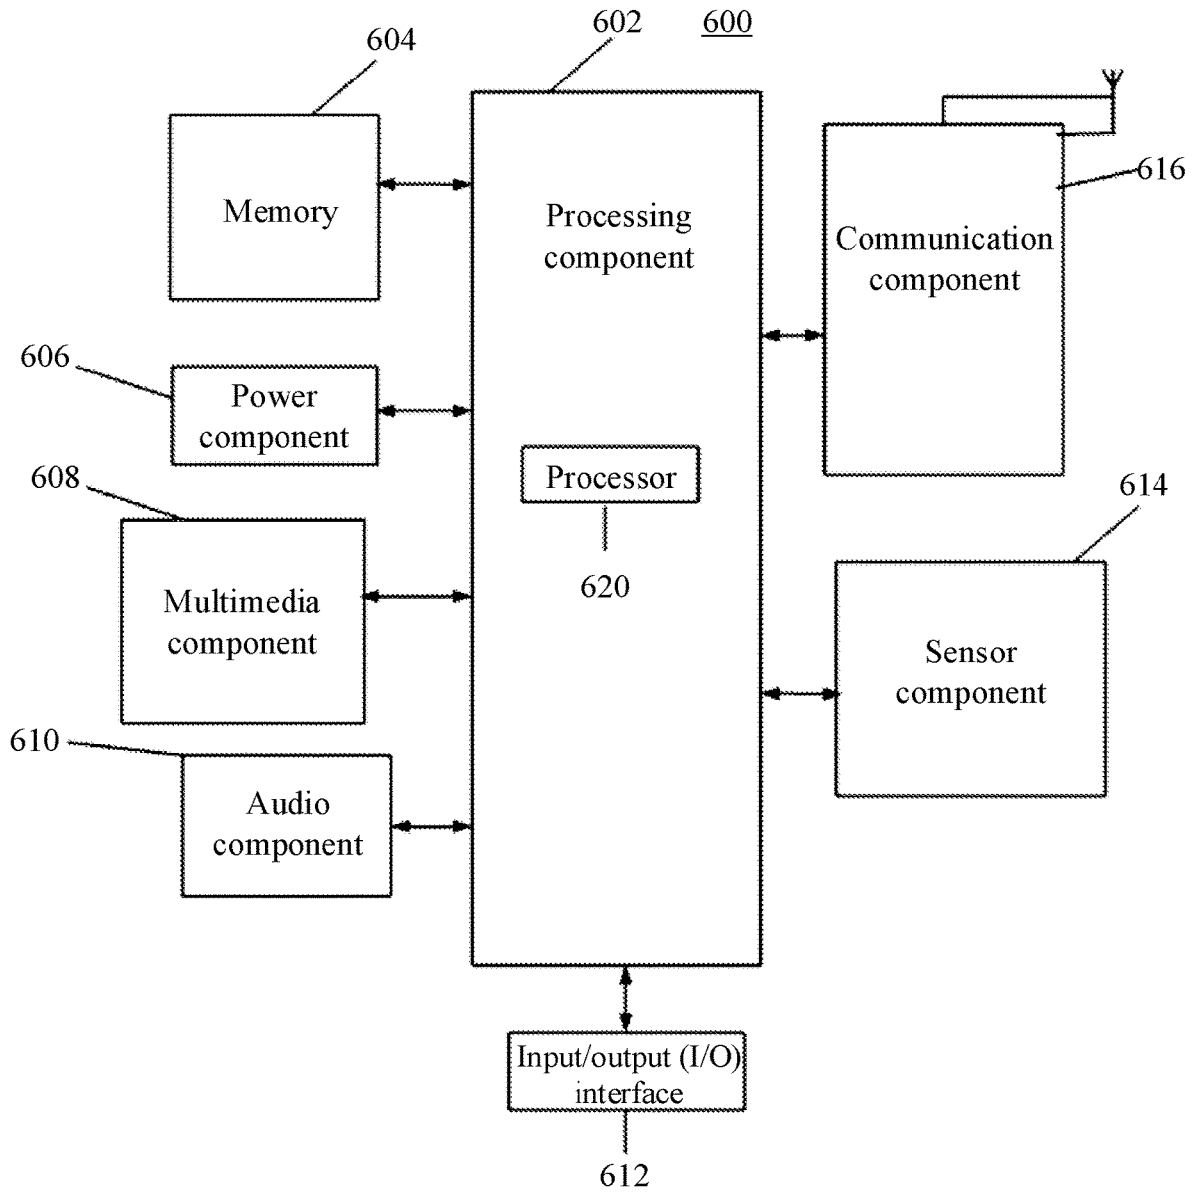 602
600
604
616
Memory
Processing
component
Communication
component
606
Power
component
608
Processor
614
620
Multimedia
component
Sensor
component
610
Audio
component
Input/output (I/O)
interface
612